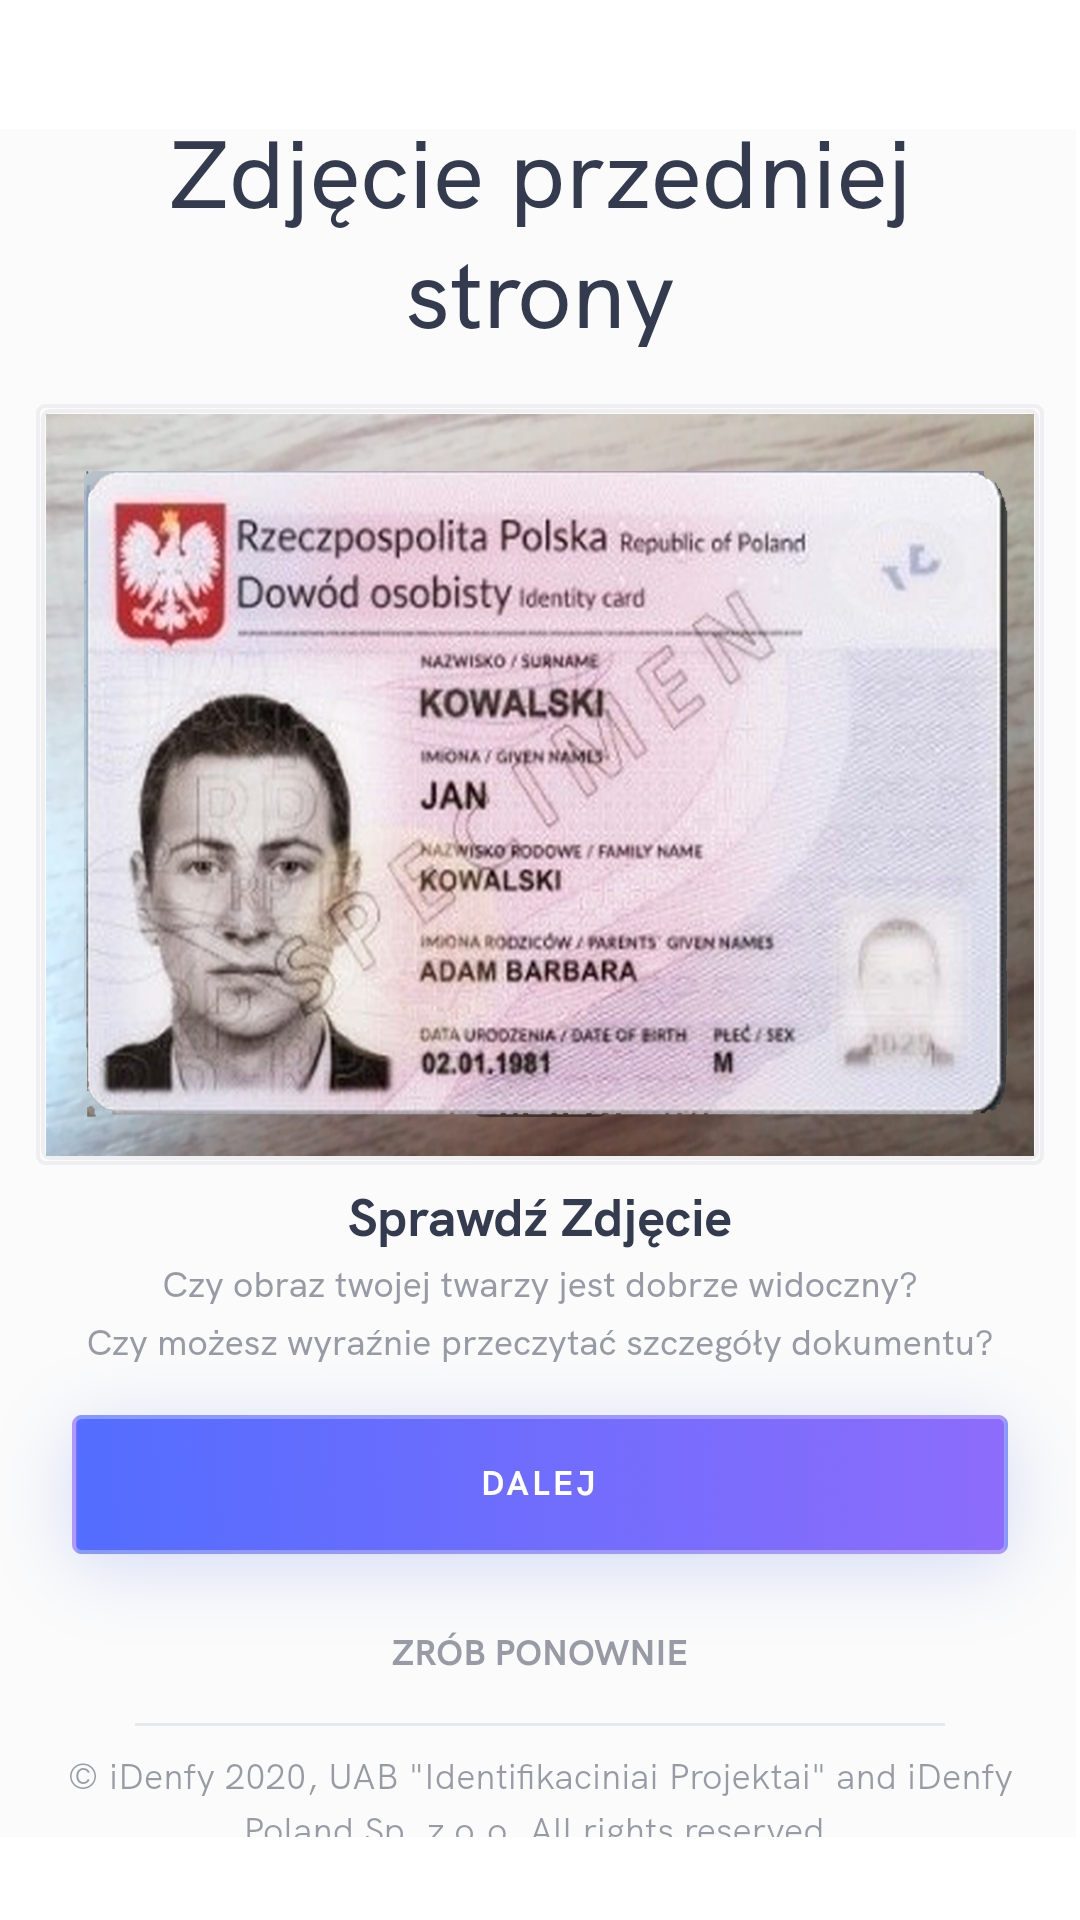 Zdjęcie przedniej
strony
Rzeczpospolita Polska Republic of Poland
Dowód osobisty Identity card
NAZWISKO / SURNAME
KOWALSKI
IMIONA / GIVEN NAMES
JAN
NAZWISKO RODOWE / FAMILY NAME
KOWALSKI
IMIONA RODZICÓW / PARENTS' GIVEN NAMES
ADAM BARBARA
DATA URODZENIA / DATE OF BIRTH PŁEĆ / SEX
02.01.1981 M
SPECIMEN
Sprawdź Zdjęcie
Czy obraz twojej twarzy jest dobrze widoczny?
Czy możesz wyraźnie przeczytać szczegóły dokumentu?
DALEJ
ZRÓB PONOWNIE
© iDenfy 2020, UAB "Identifikaciniai Projektai" and iDenfy
Poland Sp. z o.o. All rights reserved.